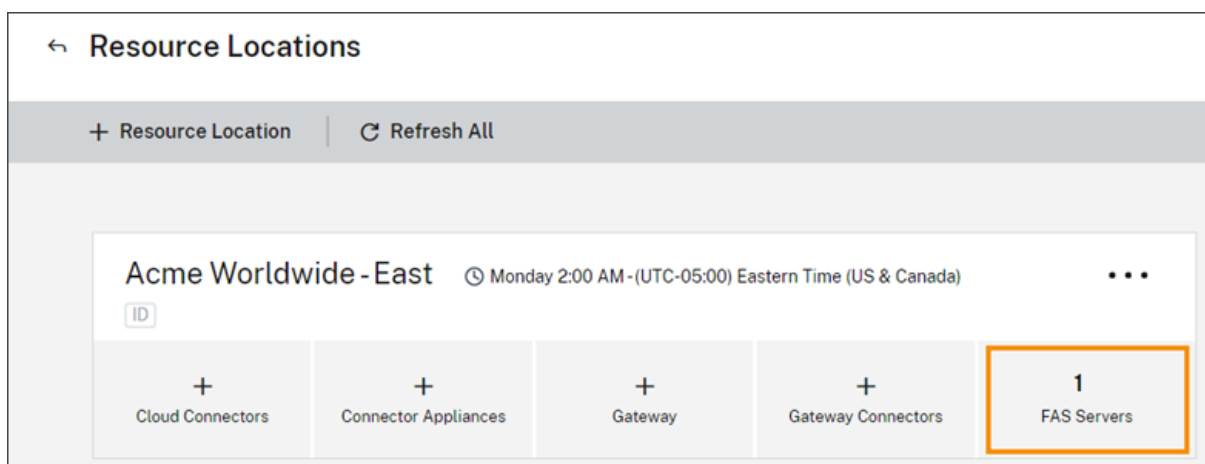 Resource Locations
+ Resource Location
Refresh All
Acme Worldwide - East
Monday 2:00 AM - (UTC-05:00) Eastern Time (US & Canada)
ID
+ + + + 1
Cloud Connectors Connector Appliances Gateway Gateway Connectors FAS Servers